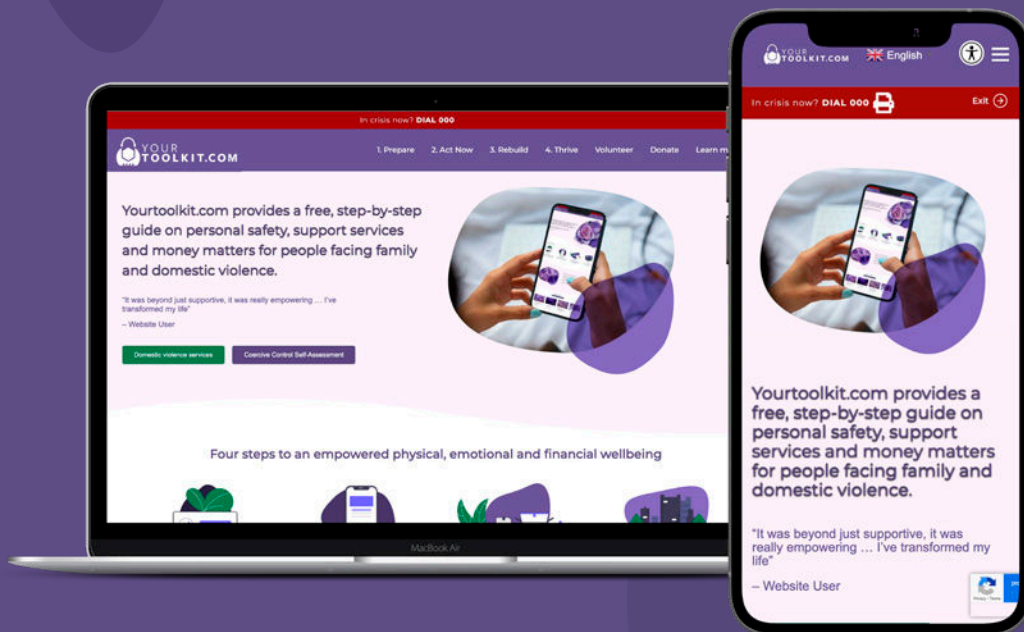 In crisis now? DIAL 000
YOUR
TOOLKIT.COM
1. Prepare 2. Act Now 3. Rebuild 4. Thrive Volunteer Donate Learn m
Yourtoolkit.com provides a free, step-by-step
guide on personal safety, support services
and money matters for people facing family
and domestic violence.
"It was beyond just supportive, it was really empowering ... I've
transformed my life"
– Website User
Domestic violence services Coercive Control Self-Assessment
Four steps to an empowered physical, emotional and financial wellbeing
MacBook Air
YOUR
TOOLKIT.COM
English
In crisis now? DIAL 000
Exit
Yourtoolkit.com provides a
free, step-by-step guide on
personal safety, support
services and money matters
for people facing family and
domestic violence.
"It was beyond just supportive, it was
really empowering ... I've transformed my
life"
– Website User
Privacy - Terms